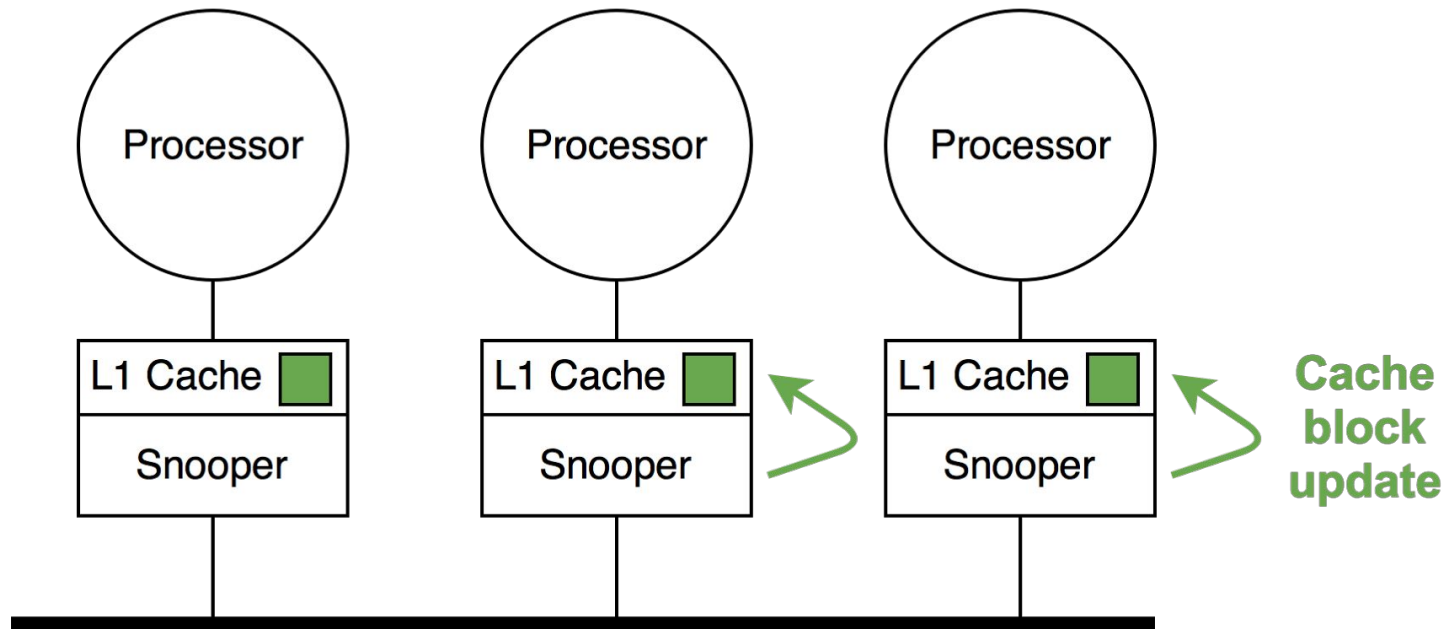 Processor
Processor
Processor
L1 Cache
L1 Cache
L1 Cache
Snooper
Snooper
Snooper
Cache
block
update